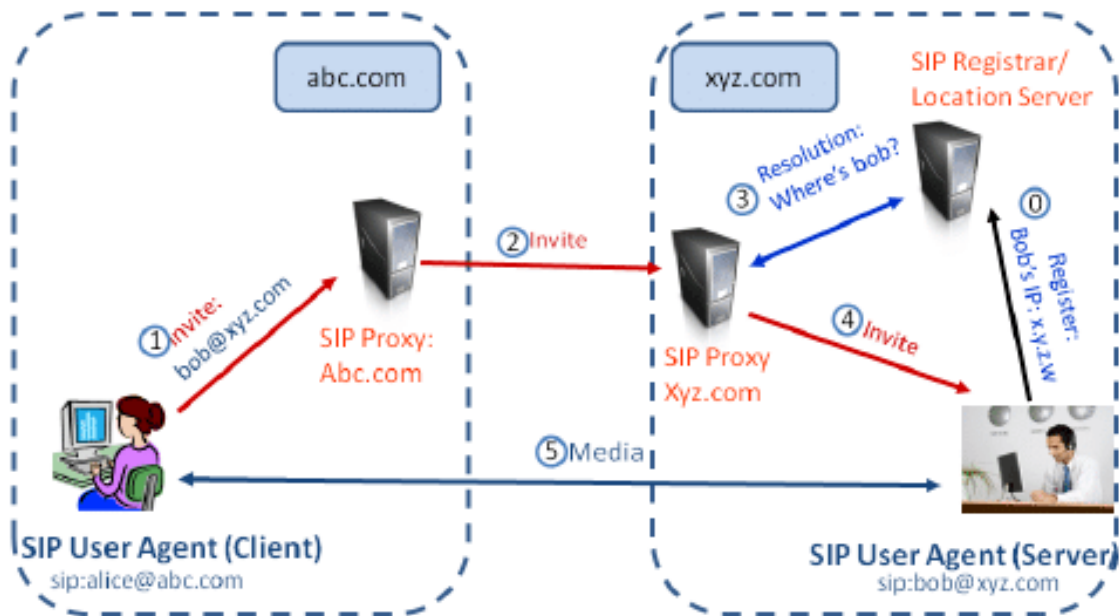 abc.com
xyz.com
SIP Registrar/
Location Server
③ Resolution:
Where's bob?
⓪ Register:
Bob's IP: x.y.z.W
② Invite
① Invite:
bob@xyz.com
SIP Proxy:
Abc.com
④ Invite
SIP Proxy
Xyz.com
⑤ Media
SIP User Agent (Client)
sip:alice@abc.com
SIP User Agent (Server)
sip:bob@xyz.com